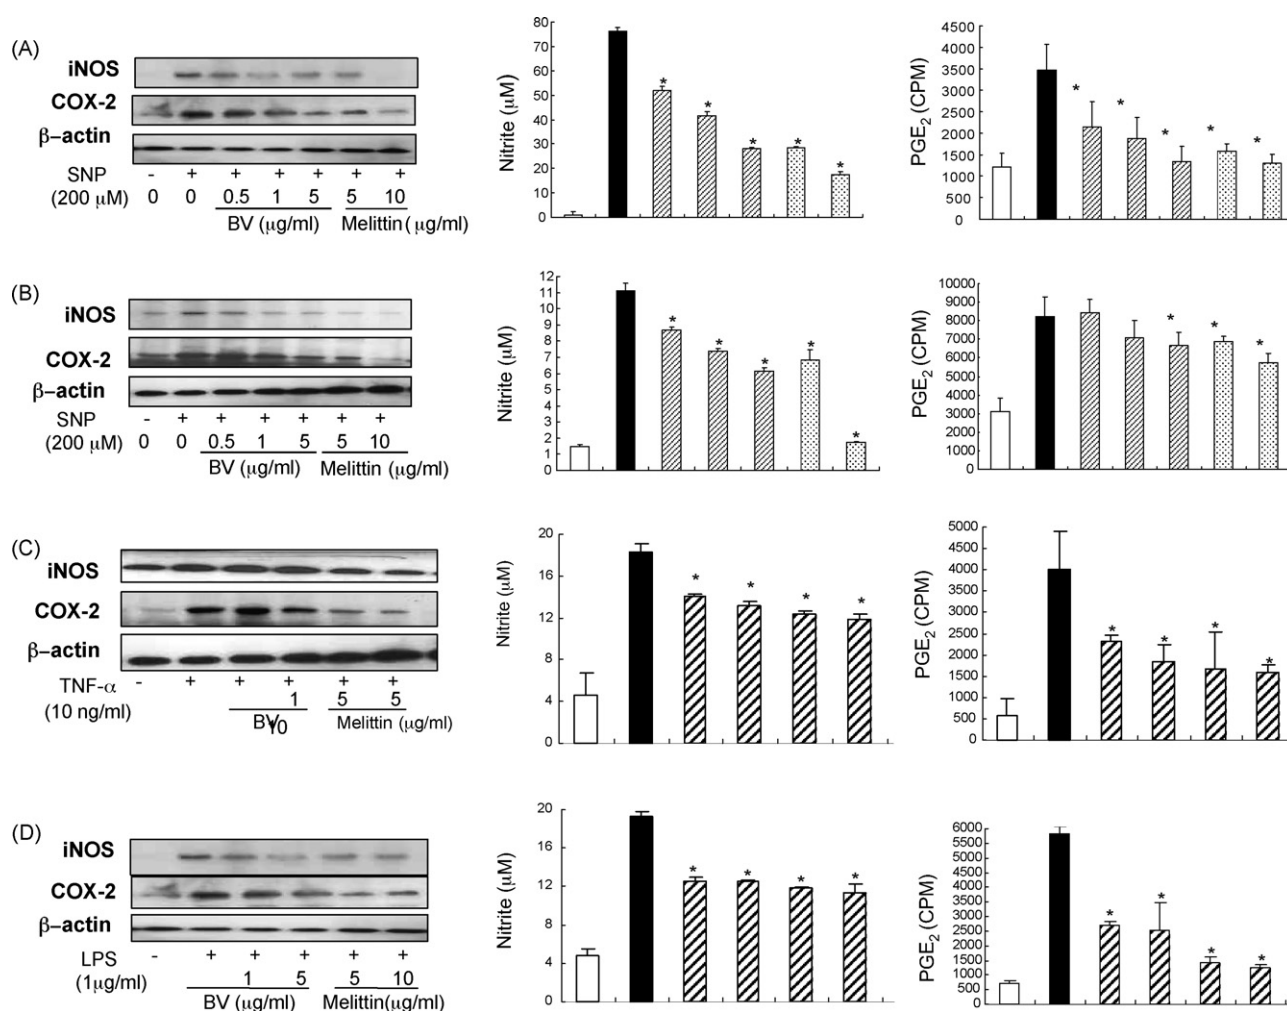 (A)
iNOS
COX-2
β–actin
SNP - + + + + + +
(200 μM) 0 0 0.5 1 5 5 10
BV (μg/ml) Melittin(μg/ml)
Nitrite (μM)
80
70
60
50
40
30
20
10
0
* * * * *
PGE2 (CPM)
4500
4000
3500
3000
2500
2000
1500
1000
500
* * * * *
(B)
iNOS
COX-2
β–actin
SNP - + + + + + +
(200 μM) 0 0 0.5 1 5 5 10
BV (μg/ml) Melittin (μg/ml)
Nitrite (μM)
12
11
10
9
8
7
6
5
4
3
2
1
0
* * * * *
PGE2 (CPM)
10000
9000
8000
7000
6000
5000
4000
3000
2000
1000
0
* * *
(C)
iNOS
COX-2
β–actin
TNF-α - + + + + +
(10 ng/ml) 1 5 5
BV Melittin (μg/ml)
Nitrite (μM)
20
16
12
8
4
0
* * * *
PGE2 (CPM)
5000
4500
4000
3500
3000
2500
2000
1500
1000
500
0
* * * *
(D)
iNOS
COX-2
β–actin
LPS - + + + + +
(1μg/ml) 1 5 5 10
BV (μg/ml) Melittin(μg/ml)
Nitrite (μM)
20
16
12
8
4
0
* * * *
PGE2 (CPM)
6000
5500
5000
4500
4000
3500
3000
2500
2000
1500
1000
500
0
* * * *